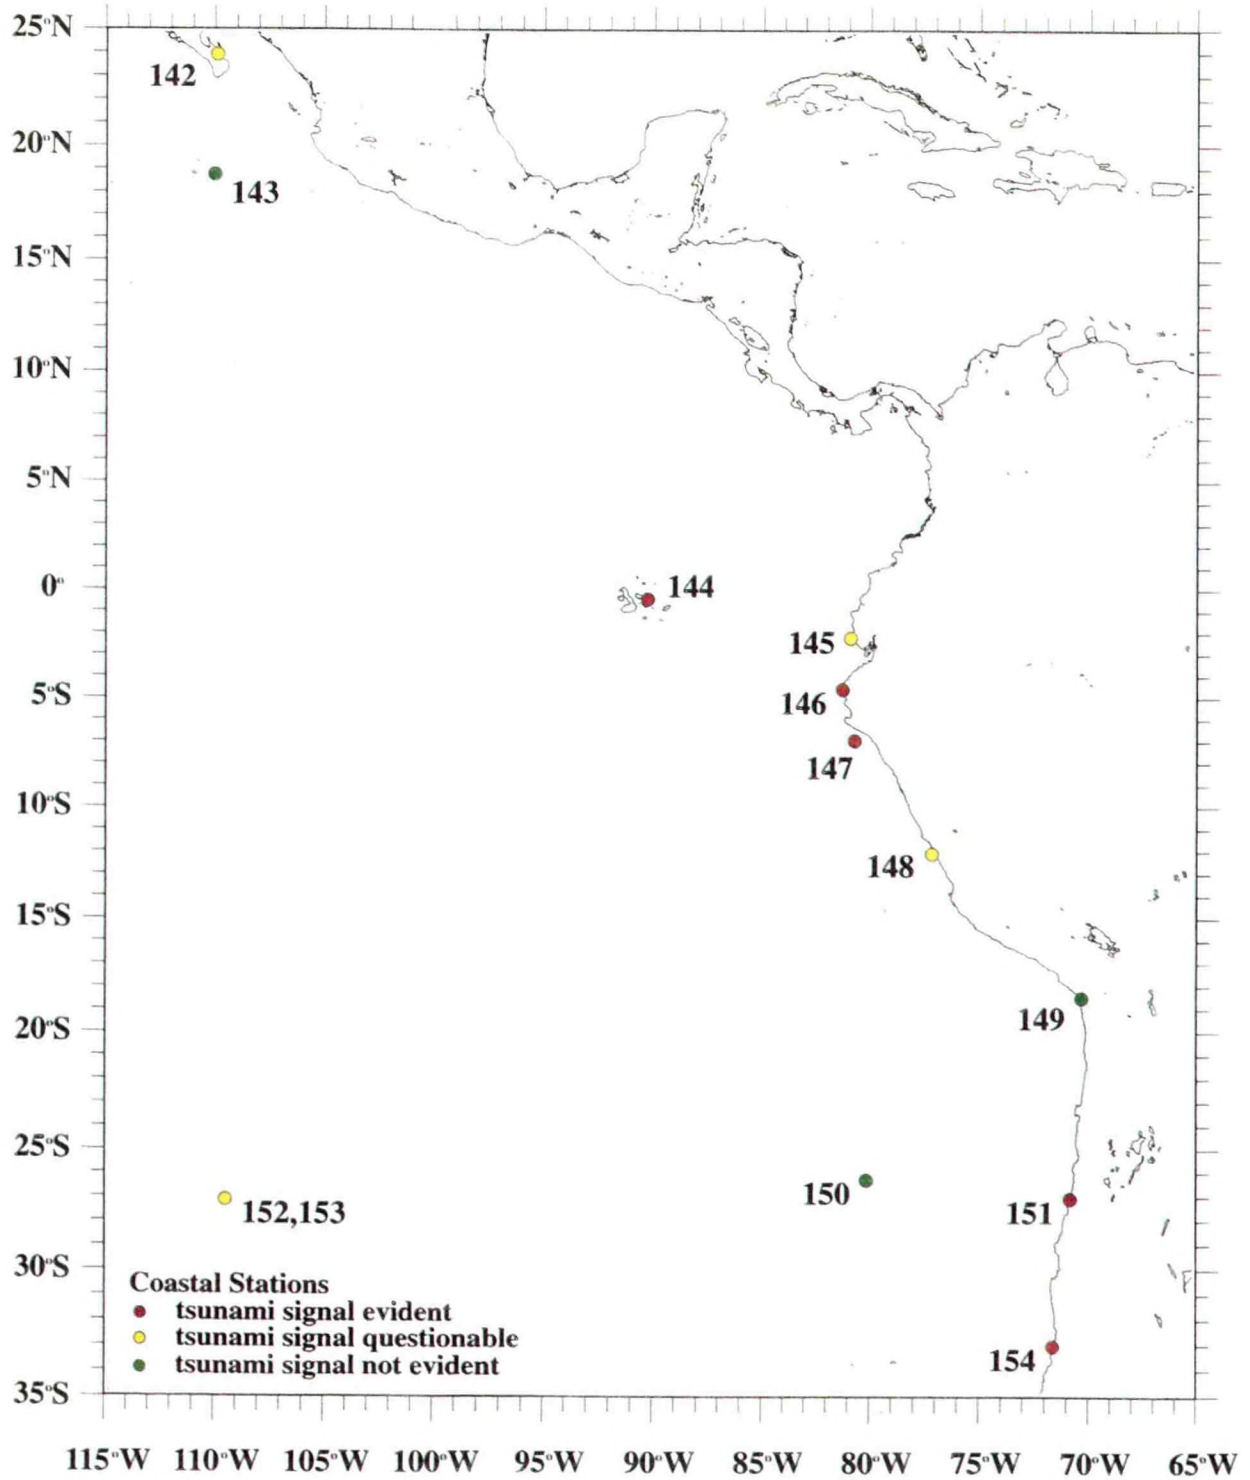 25°N
142
20°N
143
15°N
10°N
5°N
144
0°
145
5°S
146
147
10°S
148
15°S
149
20°S
25°S
150
152,153
151
30°S
Coastal Stations
tsunami signal evident
tsunami signal questionable
154
tsunami signal not evident
35°S
115°W 110°W 105°W 100°W 95°W 90°W 85°W 80°W 75°W 70°W 65°W